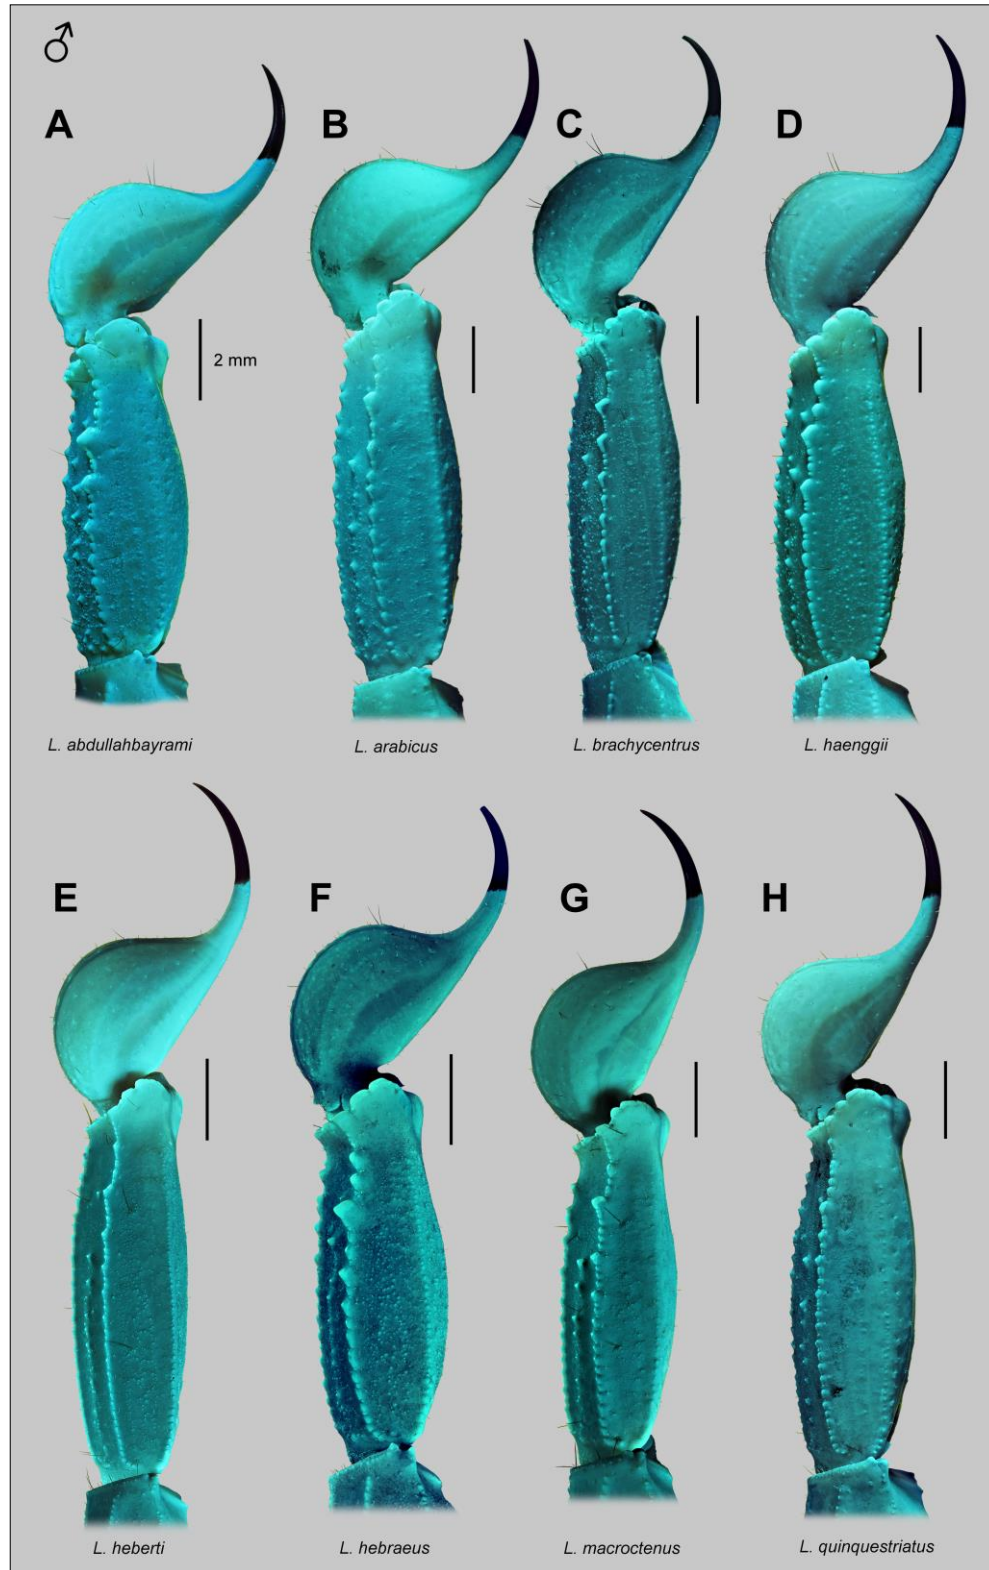 ♂
A
B
C
D
2 mm
L. abdullahbayrami
L. arabicus
L. brachycentrus
L. haenggii
E
F
G
H
L. heberti
L. hebraeus
L. macroctenus
L. quinquestriatus